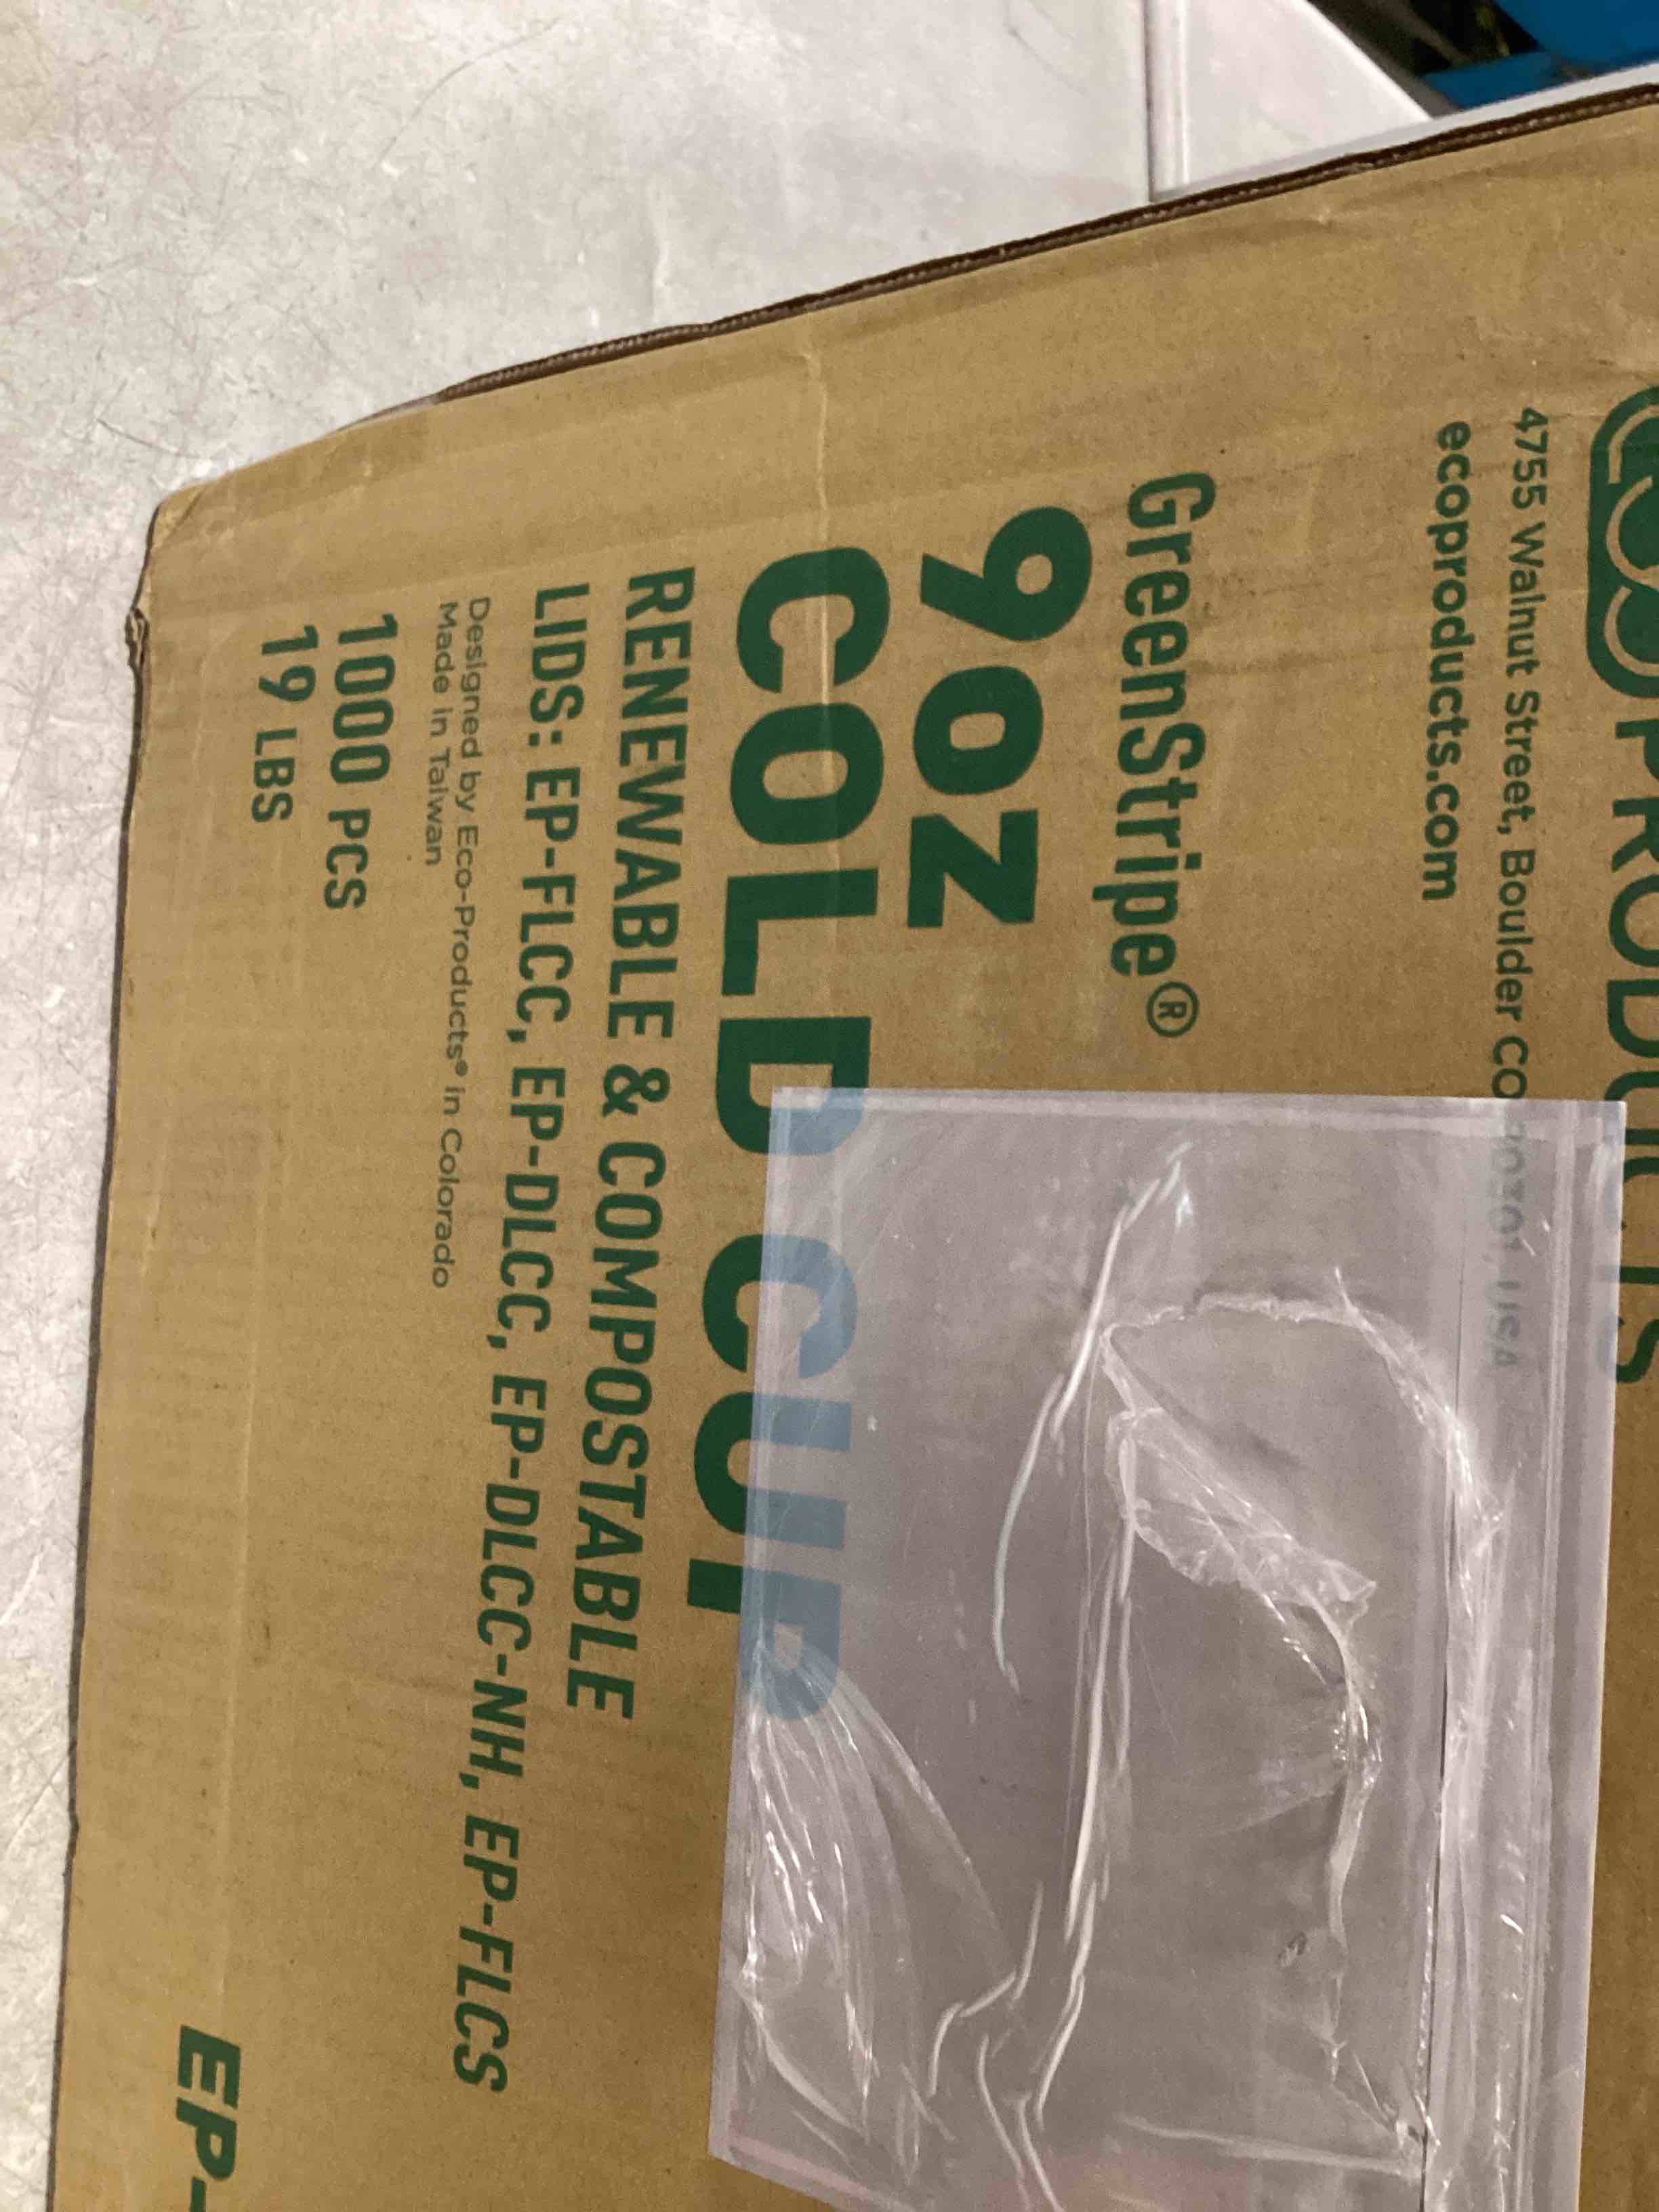 PRODUCTS
4755 Walnut Street, Boulder CO 80301, USA
ecoproducts.com
GreenStripe®
9oz
COLD CUP
RENEWABLE & COMPOSTABLE
LIDS: EP-FLCC, EP-DLCC, EP-DLCC-NH, EP-FLCS
Designed by Eco-Products® in Colorado
Made in Taiwan
1000 PCS
19 LBS
EP-